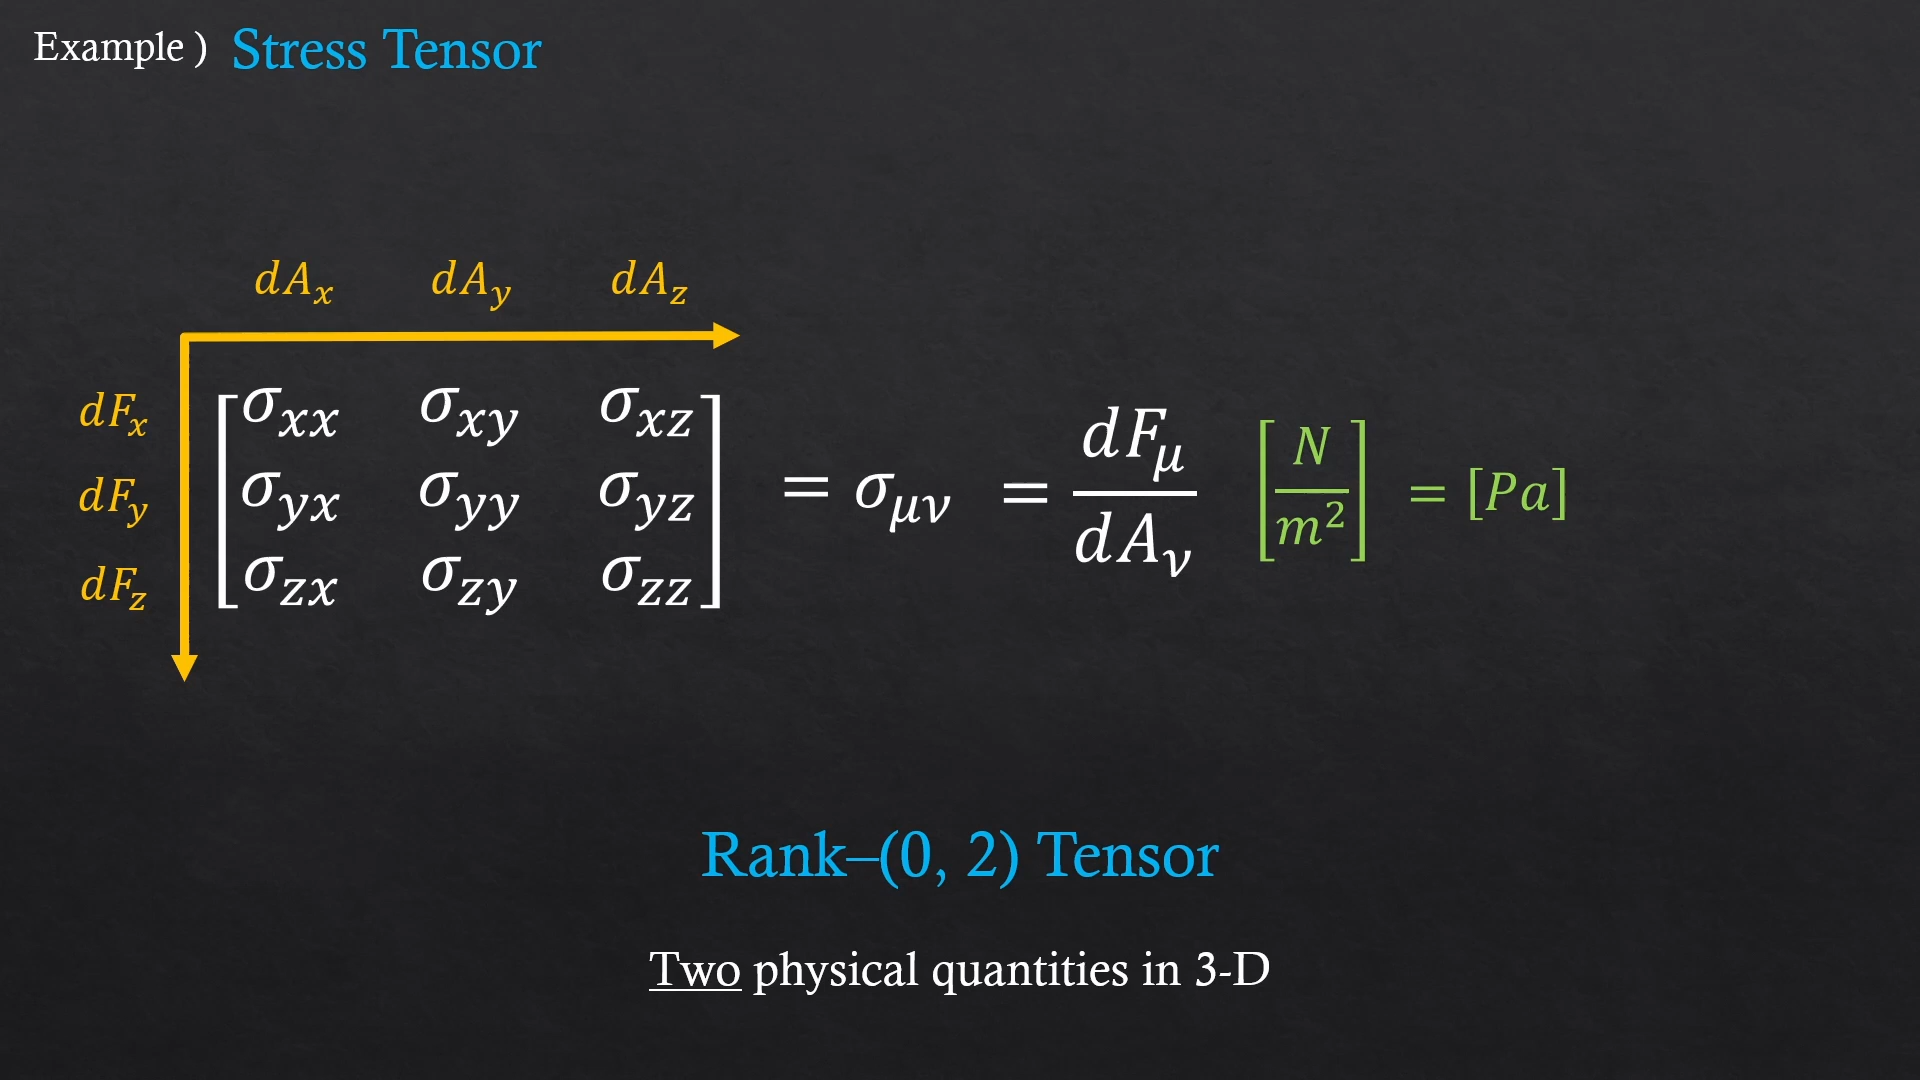 Example ) Stress Tensor
dA_x dA_y dA_z
dF_x σ_xx σ_xy σ_xz
dF_y σ_yx σ_yy σ_yz = σ_μν = dF_μ / dA_ν [N / m²] = [Pa]
dF_z σ_zx σ_zy σ_zz
Rank–(0, 2) Tensor
Two physical quantities in 3-D